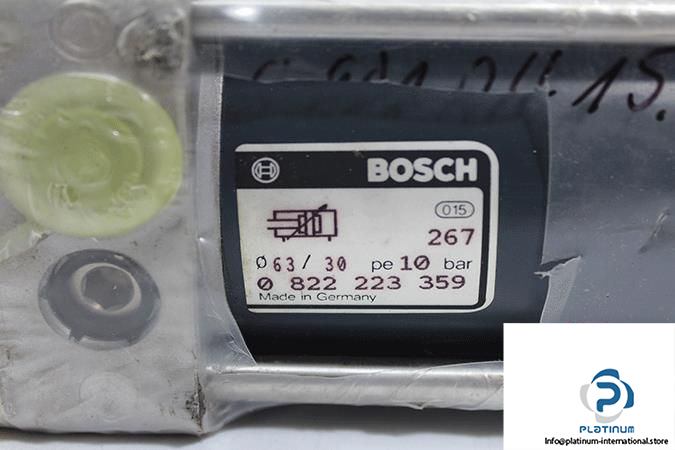 BOSCH
015
267
Ø 63/ 30 pe 10 bar
0 822 223 359
Made in Germany
PLATINUM
Info@platinum-international.store